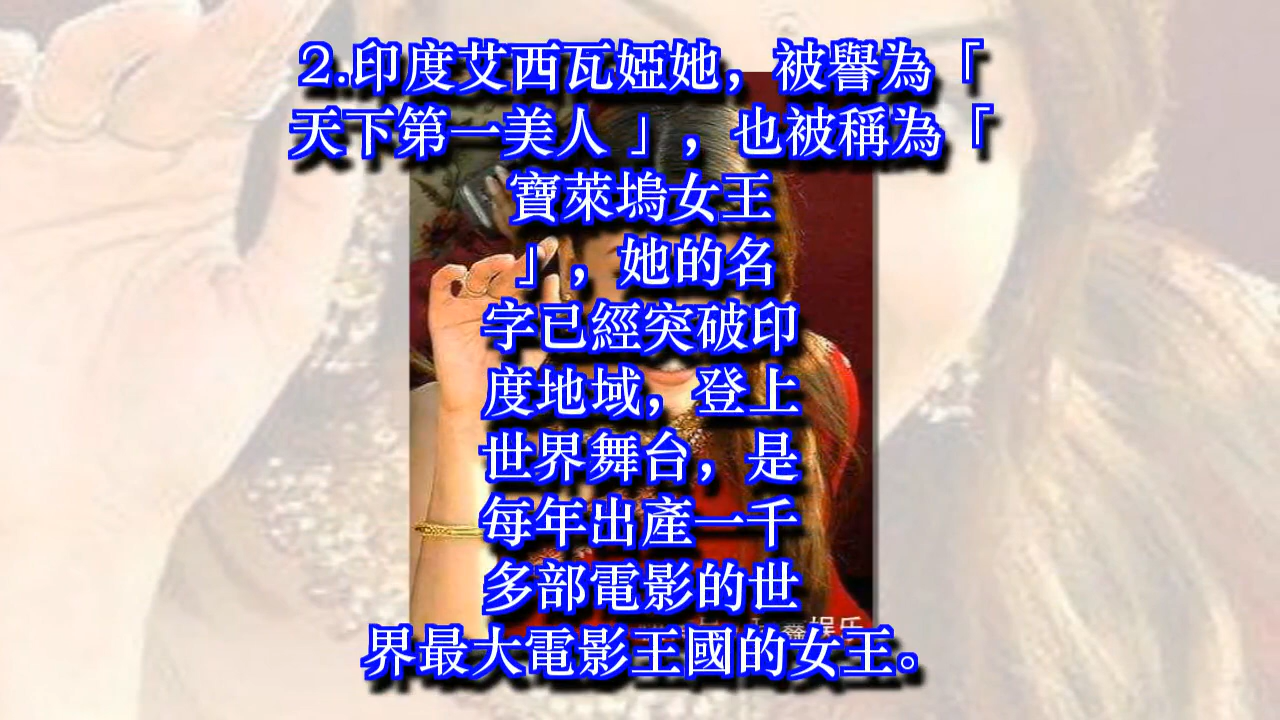 2.印度艾西瓦婭她，被譽為「
天下第一美人 」，也被稱為「
寶萊塢女王
」，她的名
字已經突破印
度地域，登上
世界舞台，是
每年出產一千
多部電影的世
界最大電影王國的女王。
娱乐